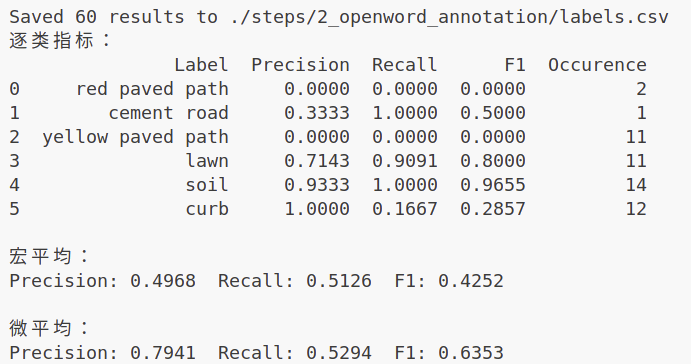 Saved 60 results to ./steps/2_openword_annotation/labels.csv
逐类指标：
Label Precision Recall F1 Occurence
0 red paved path 0.0000 0.0000 0.0000 2
1 cement road 0.3333 1.0000 0.5000 1
2 yellow paved path 0.0000 0.0000 0.0000 11
3 lawn 0.7143 0.9091 0.8000 11
4 soil 0.9333 1.0000 0.9655 14
5 curb 1.0000 0.1667 0.2857 12
宏平均：
Precision: 0.4968 Recall: 0.5126 F1: 0.4252
微平均：
Precision: 0.7941 Recall: 0.5294 F1: 0.6353